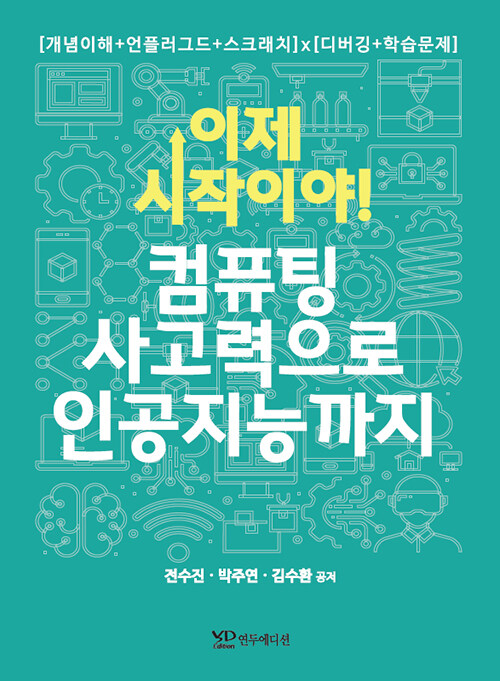 [개념이해+언플러그드+스크래치]x[디버깅+학습문제]
이제
시작이야!
컴퓨팅
사고력으로
인공지능까지
전수진 · 박주연 · 김수환 공저
YD Edition 연두에디션